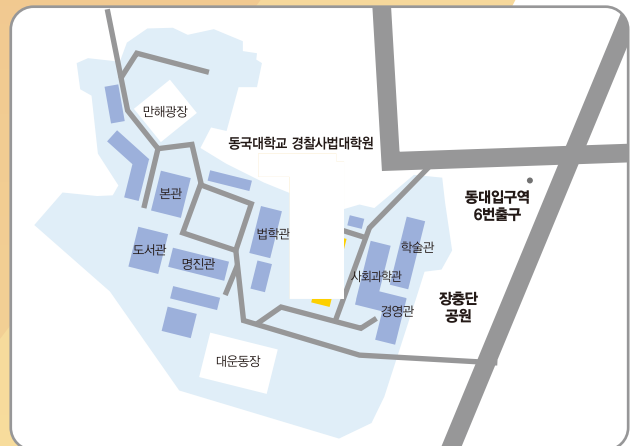 만해광장
동국대학교 경찰사법대학원
본관
동대입구역
6번출구
법학관
도서관
명진관
학술관
사회과학관
장충단
공원
경영관
대운동장